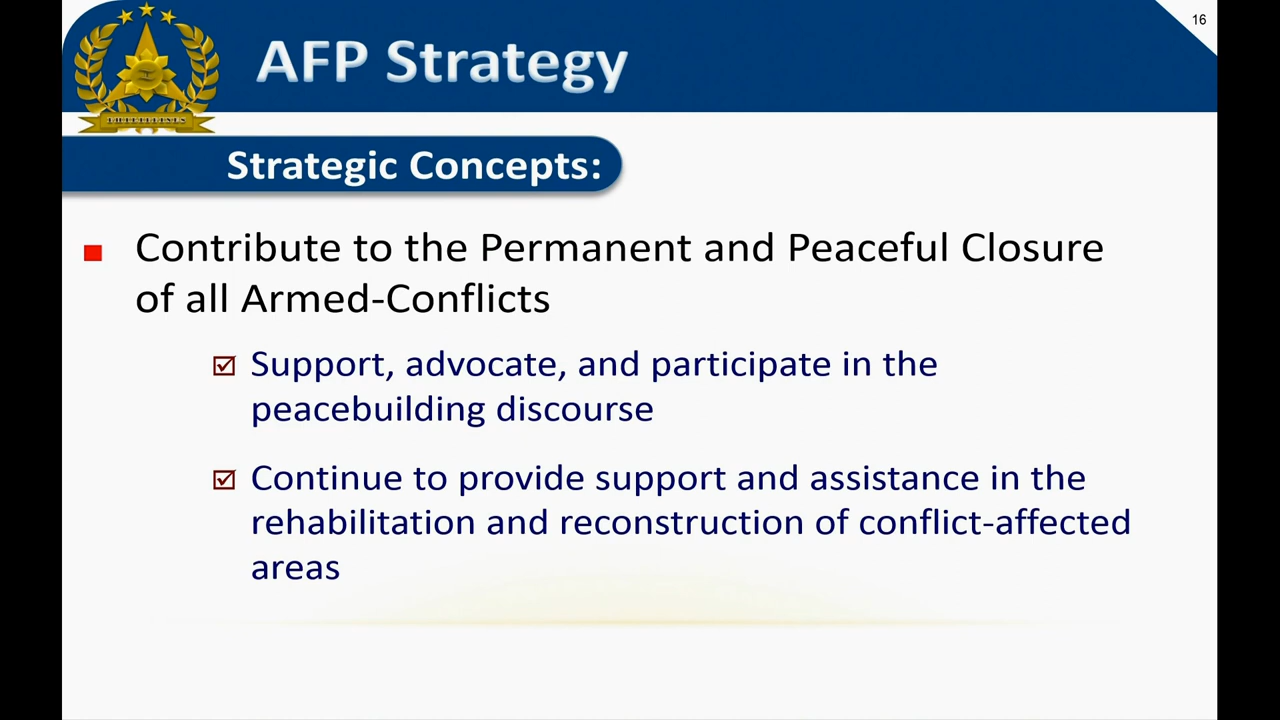 16
AFP Strategy
PHILIPPINES
Strategic Concepts:
Contribute to the Permanent and Peaceful Closure
of all Armed-Conflicts
Support, advocate, and participate in the
peacebuilding discourse
Continue to provide support and assistance in the
rehabilitation and reconstruction of conflict-affected
areas